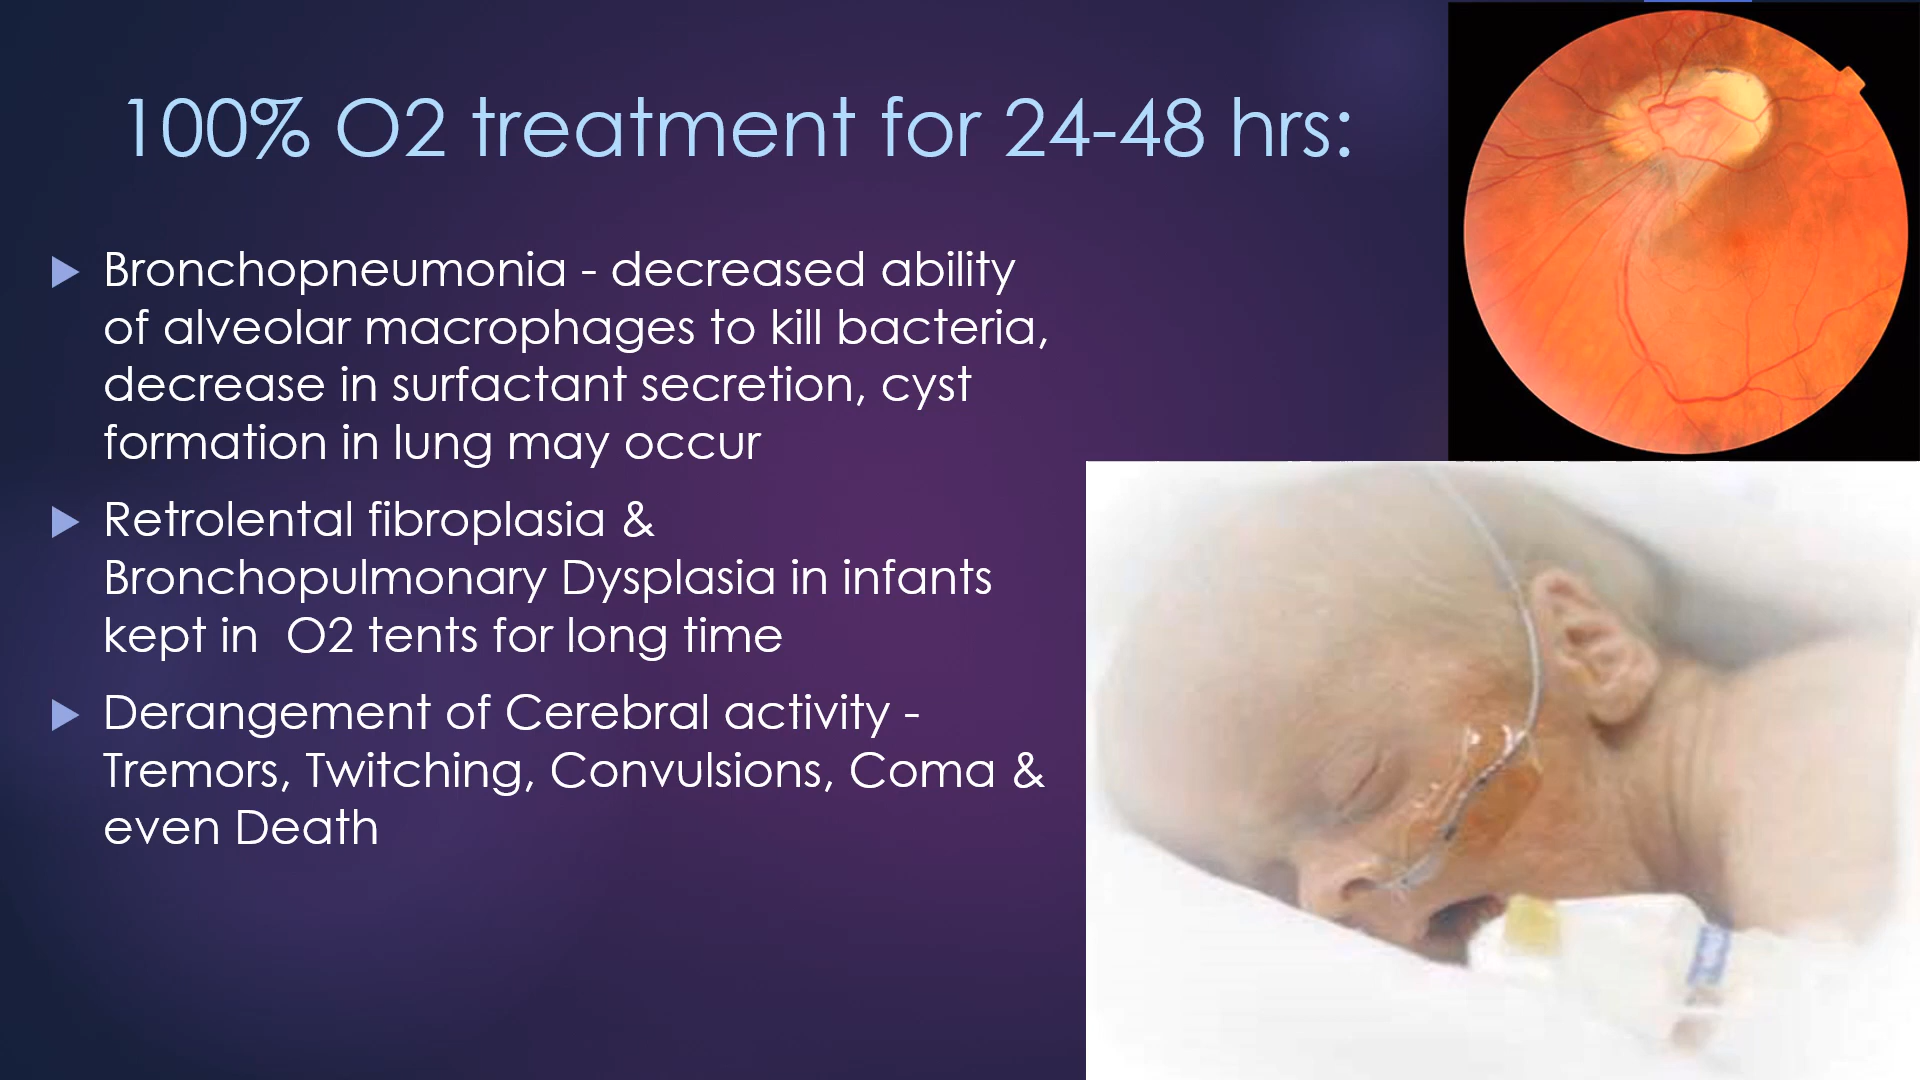 100% O2 treatment for 24-48 hrs:
Bronchopneumonia - decreased ability
of alveolar macrophages to kill bacteria,
decrease in surfactant secretion, cyst
formation in lung may occur
Retrolental fibroplasia &
Bronchopulmonary Dysplasia in infants
kept in  O2 tents for long time
Derangement of Cerebral activity -
Tremors, Twitching, Convulsions, Coma &
even Death